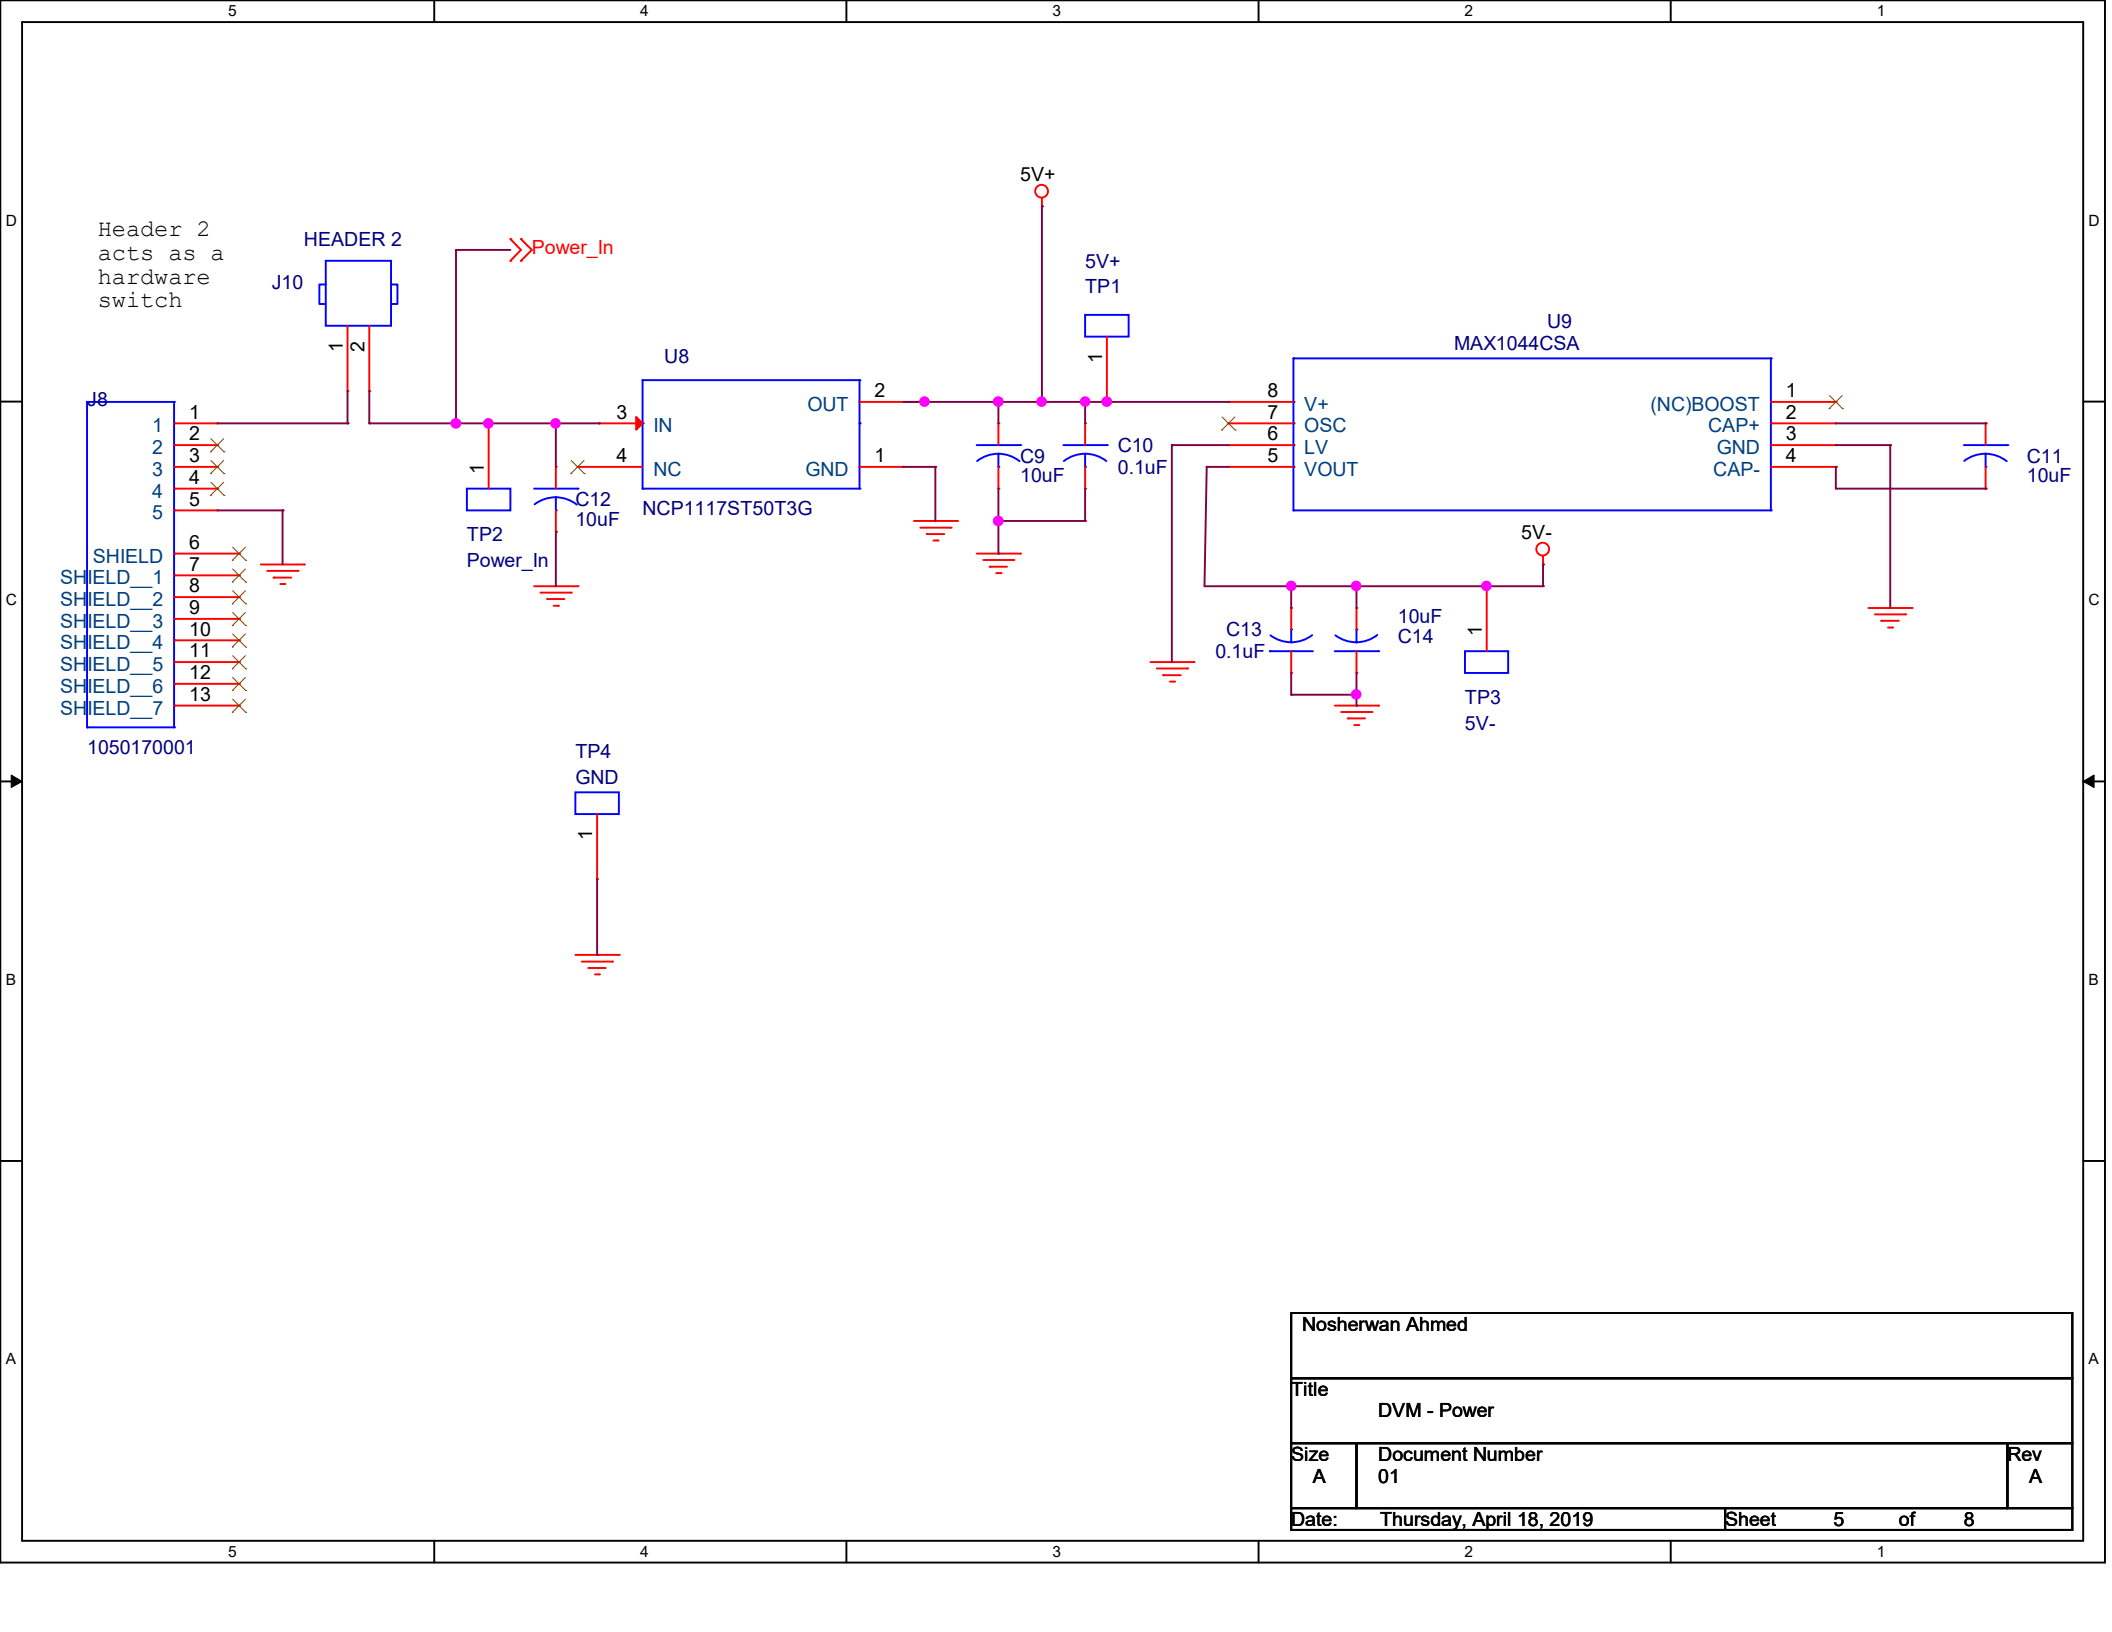 5 4 3 2 1
D D
C C
B B
A A
Header 2
acts as a
hardware
switch
HEADER 2
J10
1 2
Power_In
5V+
5V+
TP1
1
J8
1 1
2 2
3 3
4 4
5 5
SHIELD 6
SHIELD__1 7
SHIELD__2 8
SHIELD__3 9
SHIELD__4 10
SHIELD__5 11
SHIELD__6 12
SHIELD__7 13
1050170001
1
TP2
Power_In
C12
10uF
U8
3 IN
4 NC
OUT 2
GND 1
NCP1117ST50T3G
C9
10uF
C10
0.1uF
U9
MAX1044CSA
8 V+
7 OSC
6 LV
5 VOUT
(NC)BOOST 1
CAP+ 2
GND 3
CAP- 4
C11
10uF
5V-
C13
0.1uF
10uF
C14
1
TP3
5V-
TP4
GND
1
Nosherwan Ahmed
Title
DVM - Power
Size
A
Document Number
01
Rev
A
Date: Thursday, April 18, 2019
Sheet 5 of 8
5 4 3 2 1